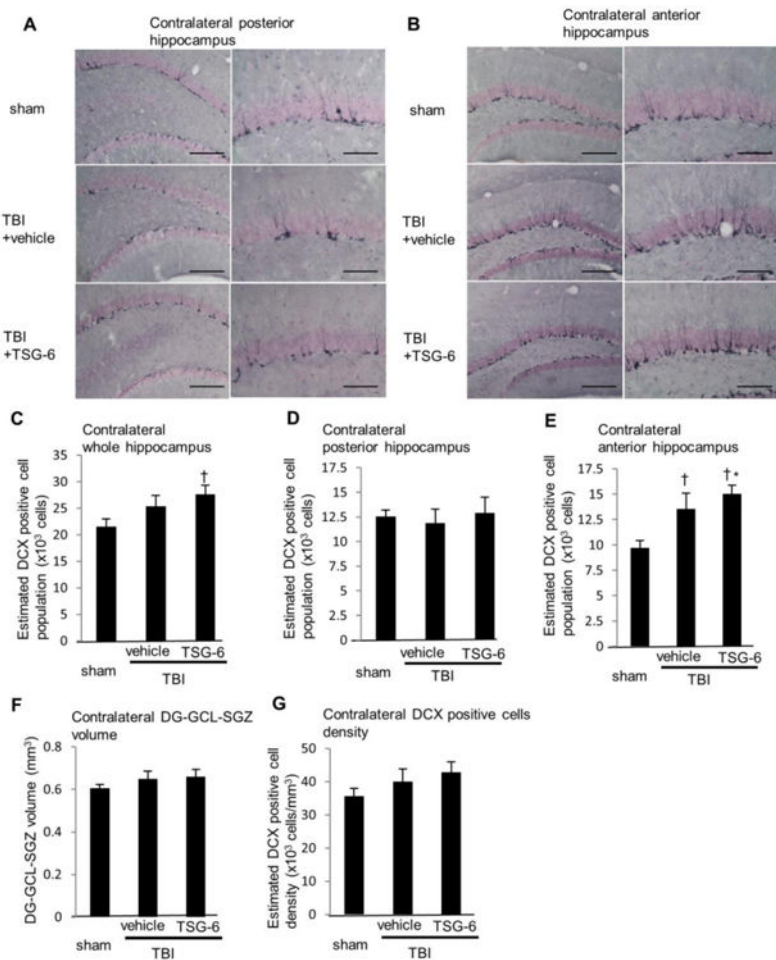 A
Contralateral posterior
hippocampus
sham
TBI
+vehicle
TBI
+TSG-6
B
Contralateral anterior
hippocampus
sham
TBI
+vehicle
TBI
+TSG-6
C
Contralateral
whole hippocampus
Estimated DCX positive cell
population (x10³ cells)
35
30
25
20
15
10
5
0
†
sham
vehicle
TSG-6
TBI
D
Contralateral
posterior hippocampus
Estimated DCX positive cell
population (x10³ cells)
17.5
15
12.5
10
7.5
5
2.5
0
sham
vehicle
TSG-6
TBI
E
Contralateral
anterior hippocampus
Estimated DCX positive cell
population (x10³ cells)
17.5
15
12.5
10
7.5
5
2.5
0
†
†*
sham
vehicle
TSG-6
TBI
F
Contralateral DG-GCL-SGZ
volume
DG-GCL-SGZ volume (mm³)
0.8
0.6
0.4
0.2
0
sham
vehicle
TSG-6
TBI
G
Contralateral DCX positive cells
density
Estimated DCX positive cell
density (x10³ cells/mm³)
50
40
30
20
10
0
sham
vehicle
TSG-6
TBI